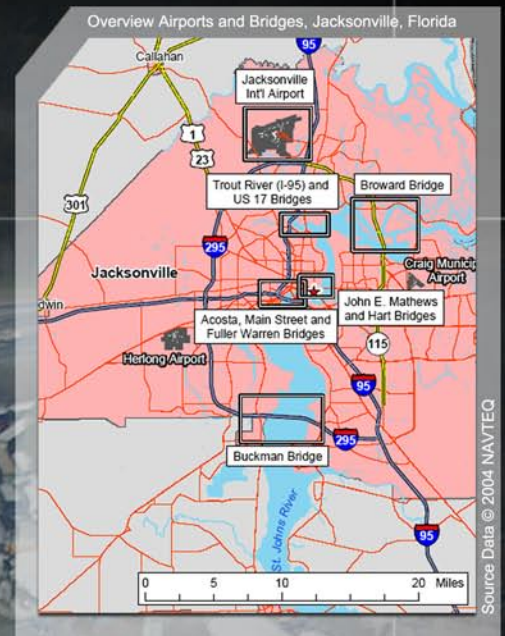 Overview Airports and Bridges, Jacksonville, Florida
95
Callahan
Jacksonville
Int'l Airport
1
23
Trout River (I-95) and
US 17 Bridges
Broward Bridge
301
295
Craig Municip
Airport
Jacksonville
dwin
John E. Mathews
and Hart Bridges
Acosta, Main Street and
Fuller Warren Bridges
115
Herlong Airport
95
295
Buckman Bridge
St. Johns River
95
0 5 10 20 Miles
Source Data © 2004 NAVTEQ